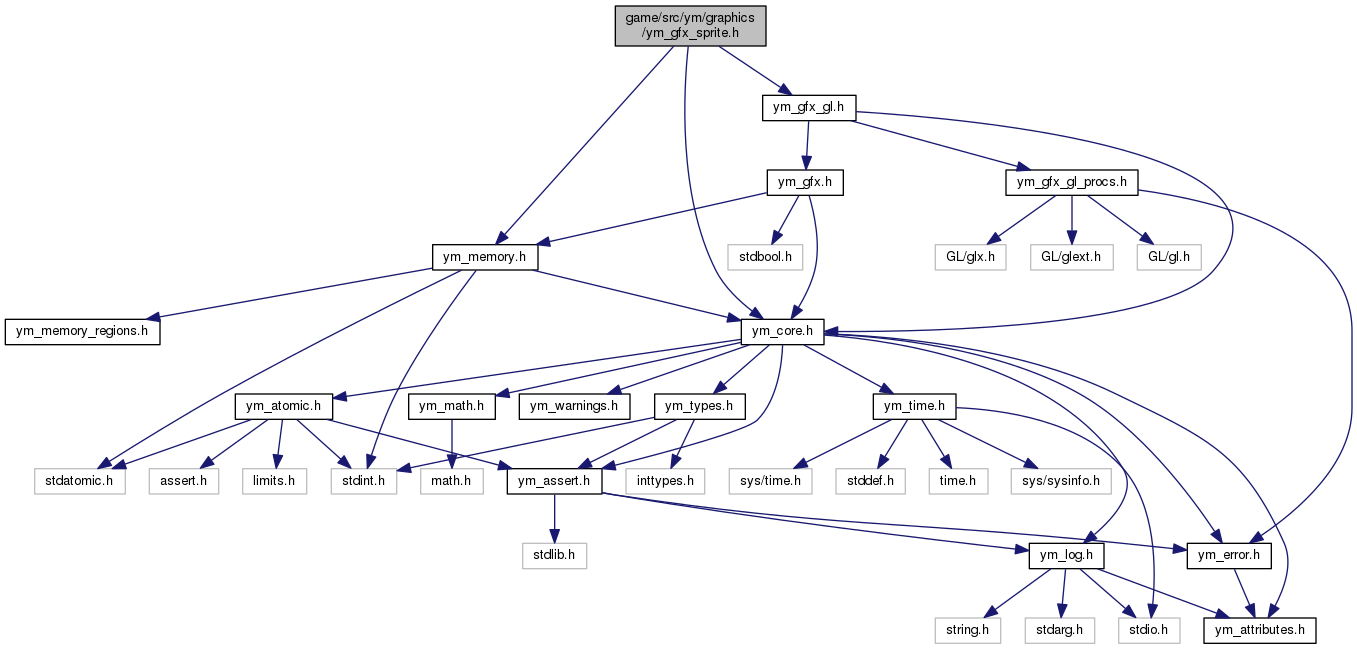 game/src/ym/graphics
/ym_gfx_sprite.h
ym_gfx_gl.h
ym_gfx.h
ym_gfx_gl_procs.h
ym_memory.h
stdbool.h
GL/glx.h
GL/glext.h
GL/gl.h
ym_memory_regions.h
ym_core.h
ym_atomic.h
ym_math.h
ym_warnings.h
ym_types.h
ym_time.h
stdatomic.h
assert.h
limits.h
stdint.h
math.h
ym_assert.h
inttypes.h
sys/time.h
stddef.h
time.h
sys/sysinfo.h
stdlib.h
ym_log.h
ym_error.h
string.h
stdarg.h
stdio.h
ym_attributes.h